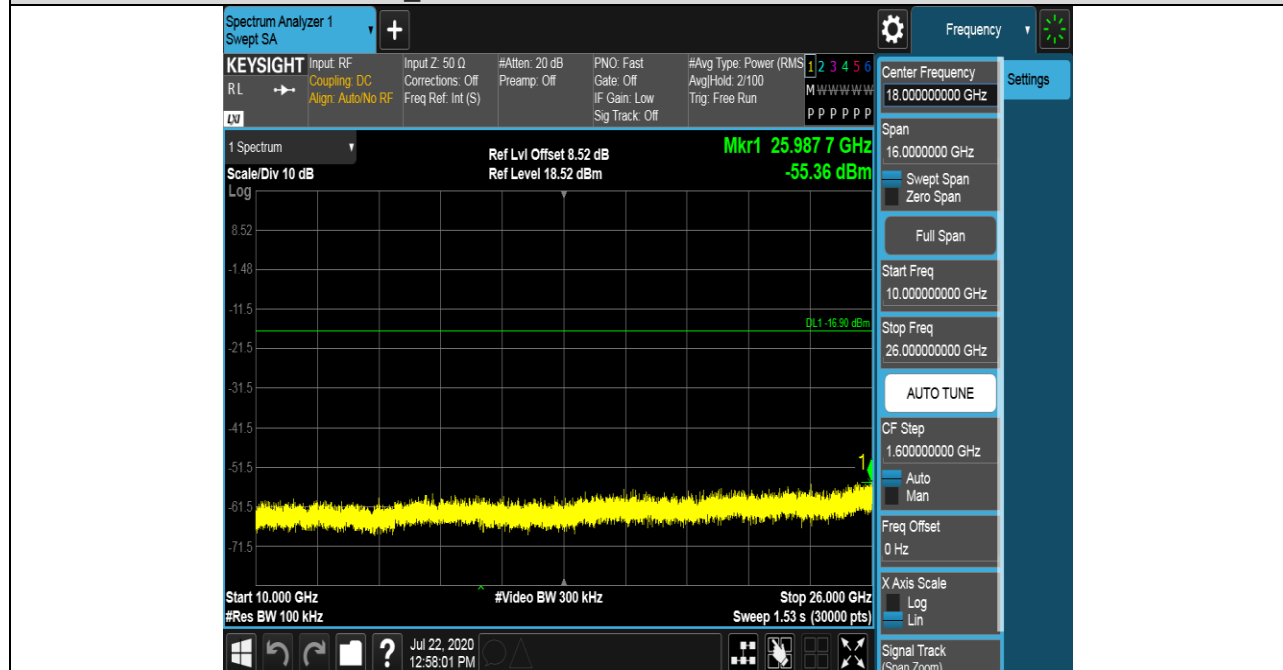 Spectrum Analyzer 1
Swept SA
+
Frequency
KEYSIGHT
RL
LXI
Input: RF
Coupling: DC
Align: Auto/No RF
Input Z: 50 Ω
Corrections: Off
Freq Ref: Int (S)
#Atten: 20 dB
Preamp: Off
PNO: Fast
Gate: Off
IF Gain: Low
Sig Track: Off
#Avg Type: Power (RMS
Avg|Hold: 2/100
Trig: Free Run
1 2 3 4 5 6
M W W W W W
P P P P P P
1 Spectrum
Scale/Div 10 dB
Log
Ref Lvl Offset 8.52 dB
Ref Level 18.52 dBm
Mkr1 25.987 7 GHz
-55.36 dBm
8.52
-1.48
-11.5
DL1 -16.90 dBm
-21.5
-31.5
-41.5
-51.5
1
-61.5
-71.5
Start 10.000 GHz
#Res BW 100 kHz
#Video BW 300 kHz
Stop 26.000 GHz
Sweep 1.53 s (30000 pts)
?
Jul 22, 2020
12:58:01 PM
Center Frequency
18.000000000 GHz
Span
16.0000000 GHz
Swept Span
Zero Span
Full Span
Start Freq
10.000000000 GHz
Stop Freq
26.000000000 GHz
AUTO TUNE
CF Step
1.600000000 GHz
Auto
Man
Freq Offset
0 Hz
X Axis Scale
Log
Lin
Signal Track
(Span Zoom)
Settings